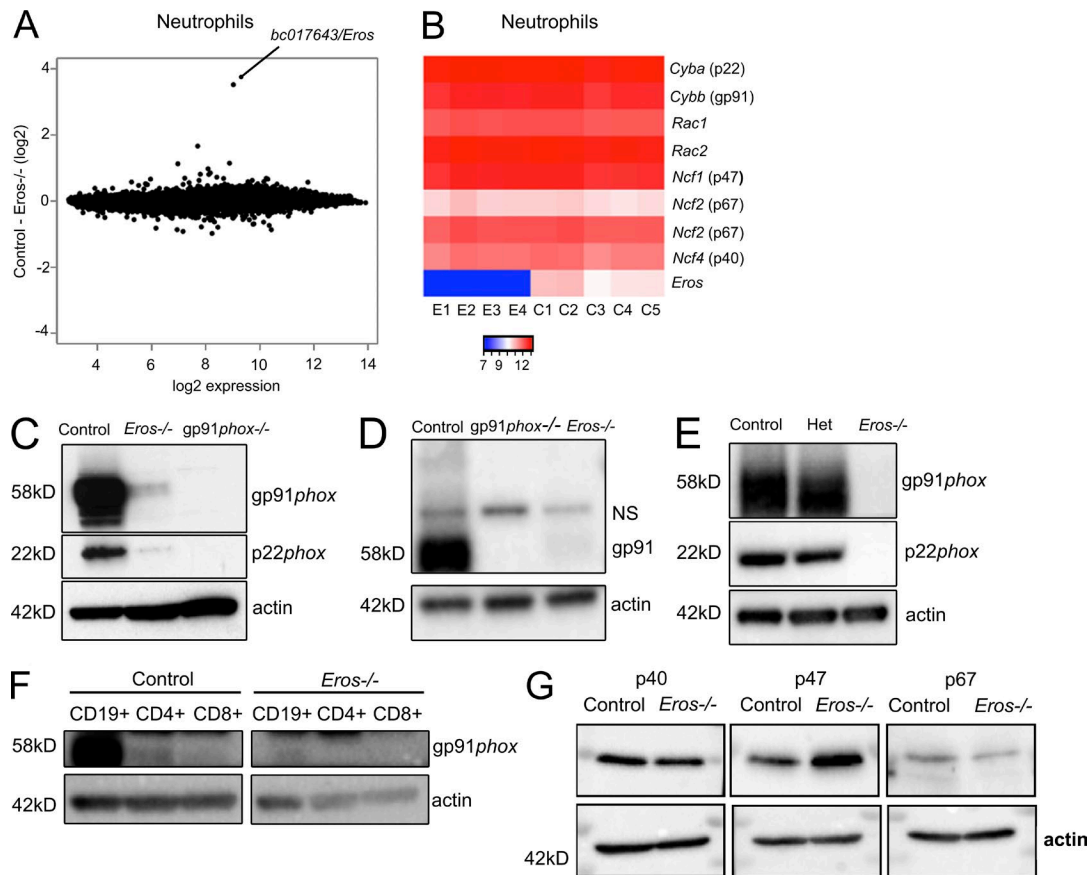 A
Neutrophils
bc017643/Eros
Control - Eros-/- (log2)
4
2
0
-2
-4
4 6 8 10 12 14
log2 expression
B
Neutrophils
Cyba (p22)
Cybb (gp91)
Rac1
Rac2
Ncf1 (p47)
Ncf2 (p67)
Ncf2 (p67)
Ncf4 (p40)
Eros
E1 E2 E3 E4 C1 C2 C3 C4 C5
7 9 12
C
Control Eros-/- gp91phox-/-
58kD gp91phox
22kD p22phox
42kD actin
D
Control gp91phox-/- Eros-/-
NS
58kD gp91
42kD actin
E
Control Het Eros-/-
58kD gp91phox
22kD p22phox
42kD actin
F
Control Eros-/-
CD19+ CD4+ CD8+ CD19+ CD4+ CD8+
58kD gp91phox
42kD actin
G
p40 p47 p67
Control Eros-/- Control Eros-/- Control Eros-/-
42kD actin